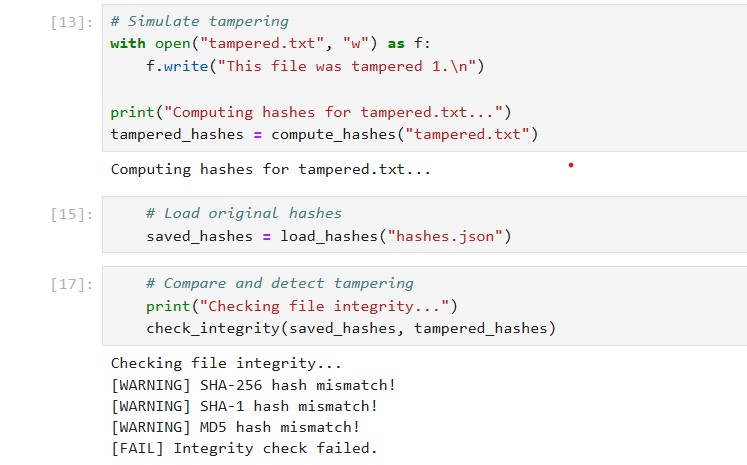 [13]: # Simulate tampering
with open("tampered.txt", "w") as f:
    f.write("This file was tampered 1.\n")
print("Computing hashes for tampered.txt...")
tampered_hashes = compute_hashes("tampered.txt")
Computing hashes for tampered.txt...
[15]:     # Load original hashes
    saved_hashes = load_hashes("hashes.json")
[17]:     # Compare and detect tampering
    print("Checking file integrity...")
    check_integrity(saved_hashes, tampered_hashes)
Checking file integrity...
[WARNING] SHA-256 hash mismatch!
[WARNING] SHA-1 hash mismatch!
[WARNING] MD5 hash mismatch!
[FAIL] Integrity check failed.